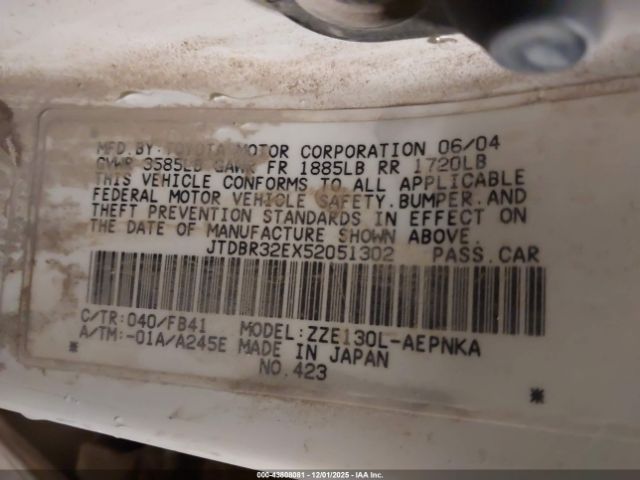 MFD.BY:TOYOTA MOTOR CORPORATION 06/04
GVWR 3585LB GAWR FR 1885LB RR 1720LB
THIS VEHICLE CONFORMS TO ALL APPLICABLE
FEDERAL MOTOR VEHICLE SAFETY.BUMPER.AND
THEFT PREVENTION STANDARDS IN EFFECT ON
THE DATE OF MANUFACTURE SHOWN ABOVE.
JTDBR32EX52051302 PASS.CAR
C/TR:040/FB41 MODEL:ZZE130L-AEPNKA
A/TM:-01A/A245E MADE IN JAPAN
NO.423
000-43808081 - 12/01/2025 - IAA Inc.